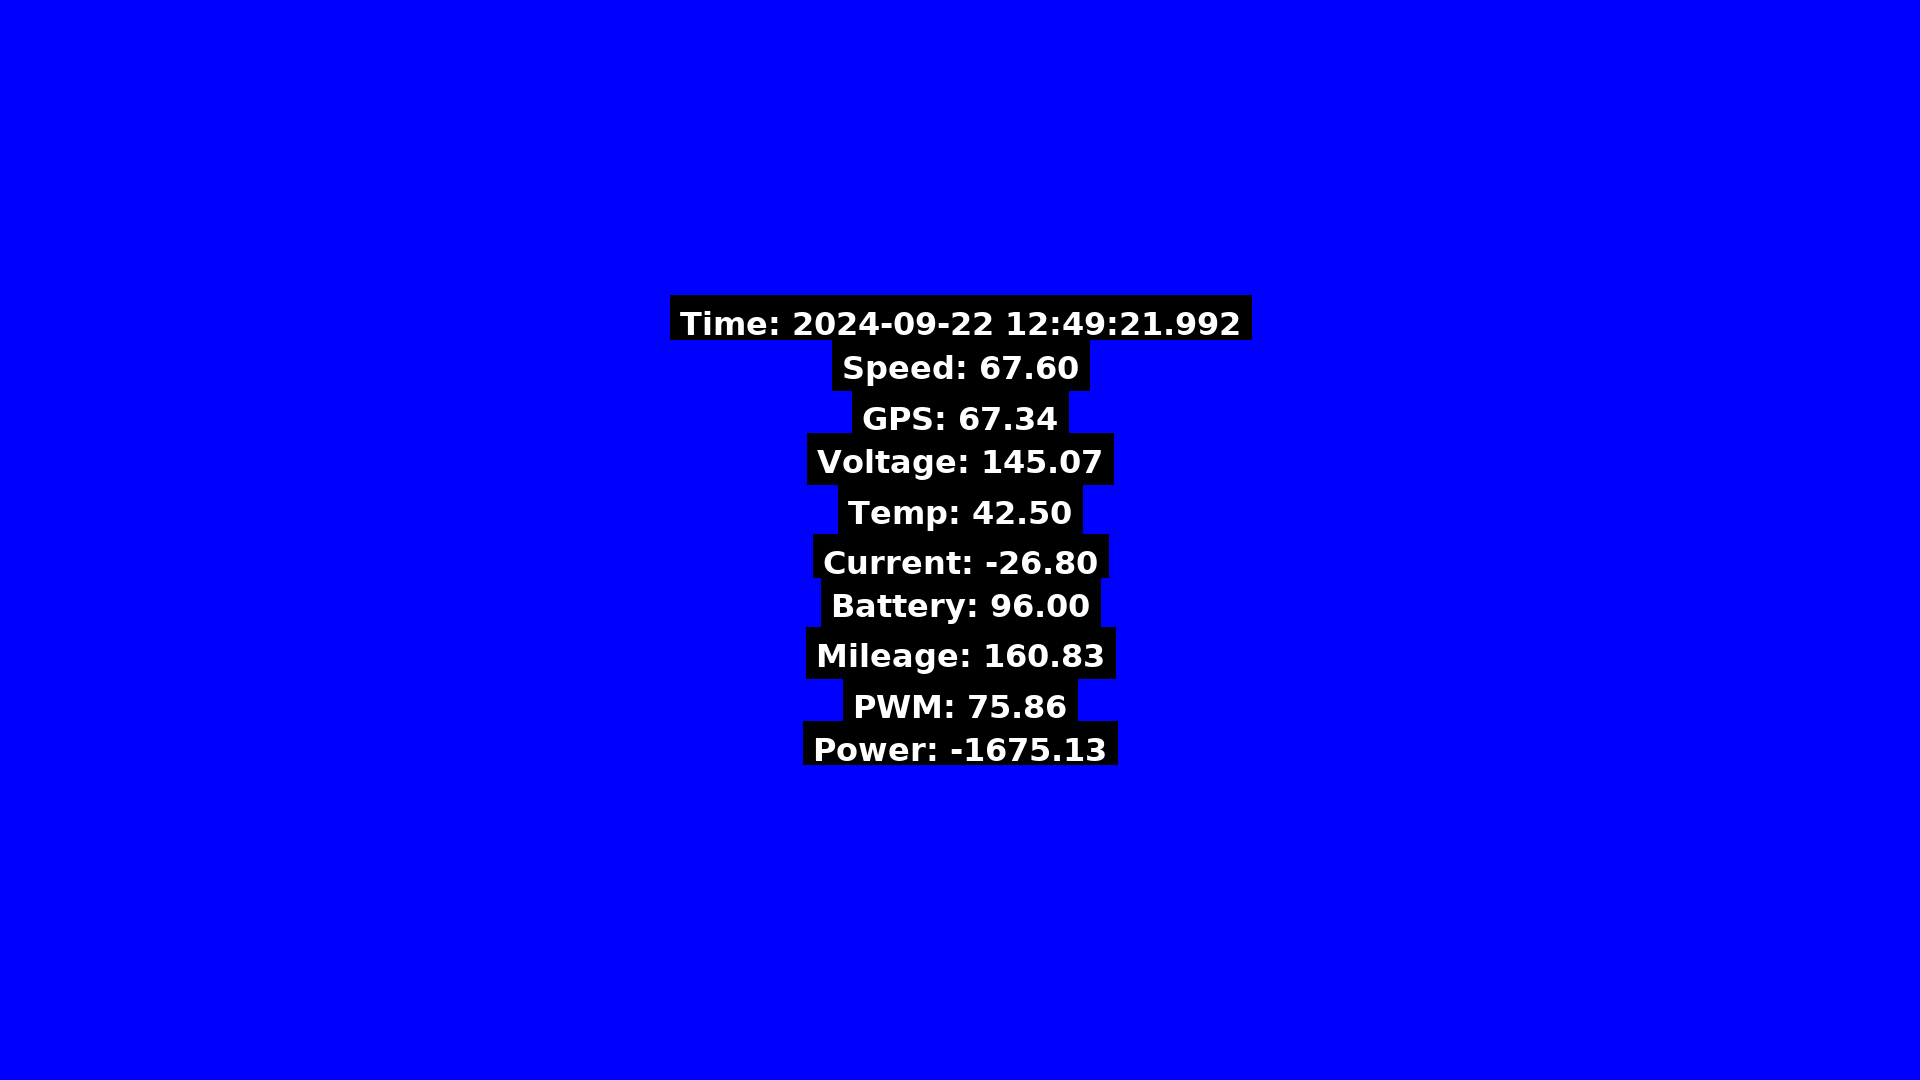 Time: 2024-09-22 12:49:21.992
Speed: 67.60
GPS: 67.34
Voltage: 145.07
Temp: 42.50
Current: -26.80
Battery: 96.00
Mileage: 160.83
PWM: 75.86
Power: -1675.13